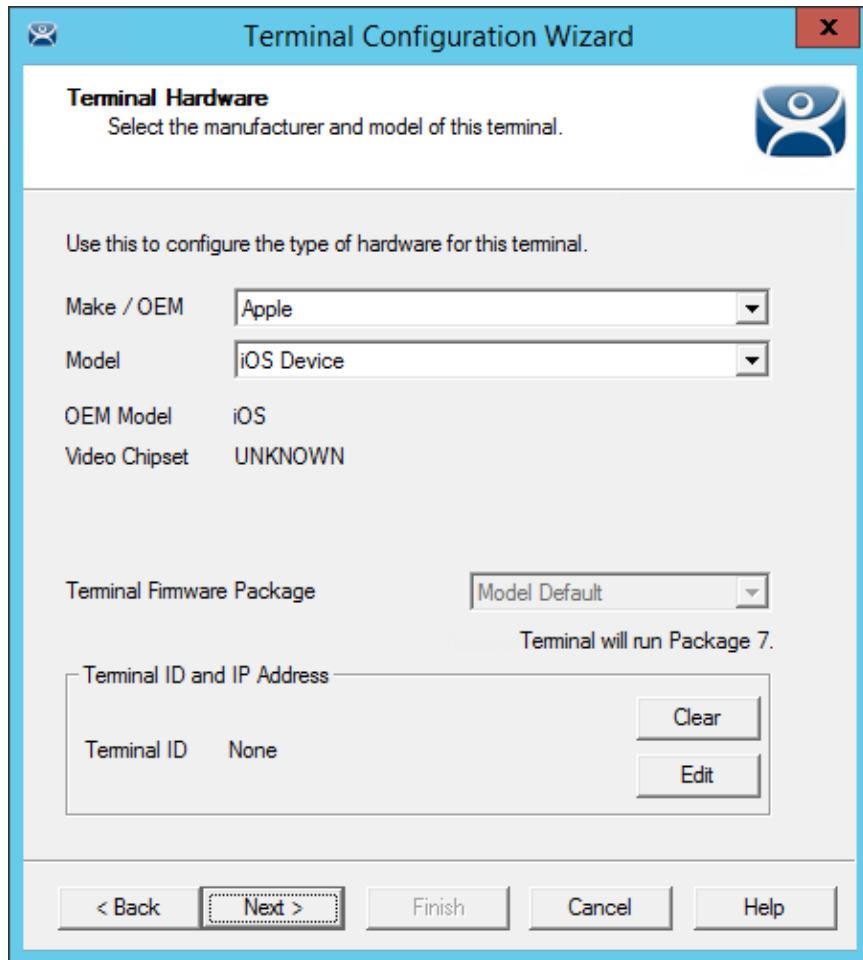 Terminal Configuration Wizard
X
Terminal Hardware
Select the manufacturer and model of this terminal.
Use this to configure the type of hardware for this terminal.
Make / OEM Apple
Model iOS Device
OEM Model iOS
Video Chipset UNKNOWN
Terminal Firmware Package Model Default
Terminal will run Package 7.
Terminal ID and IP Address
Clear
Terminal ID None
Edit
< Back Next > Finish Cancel Help